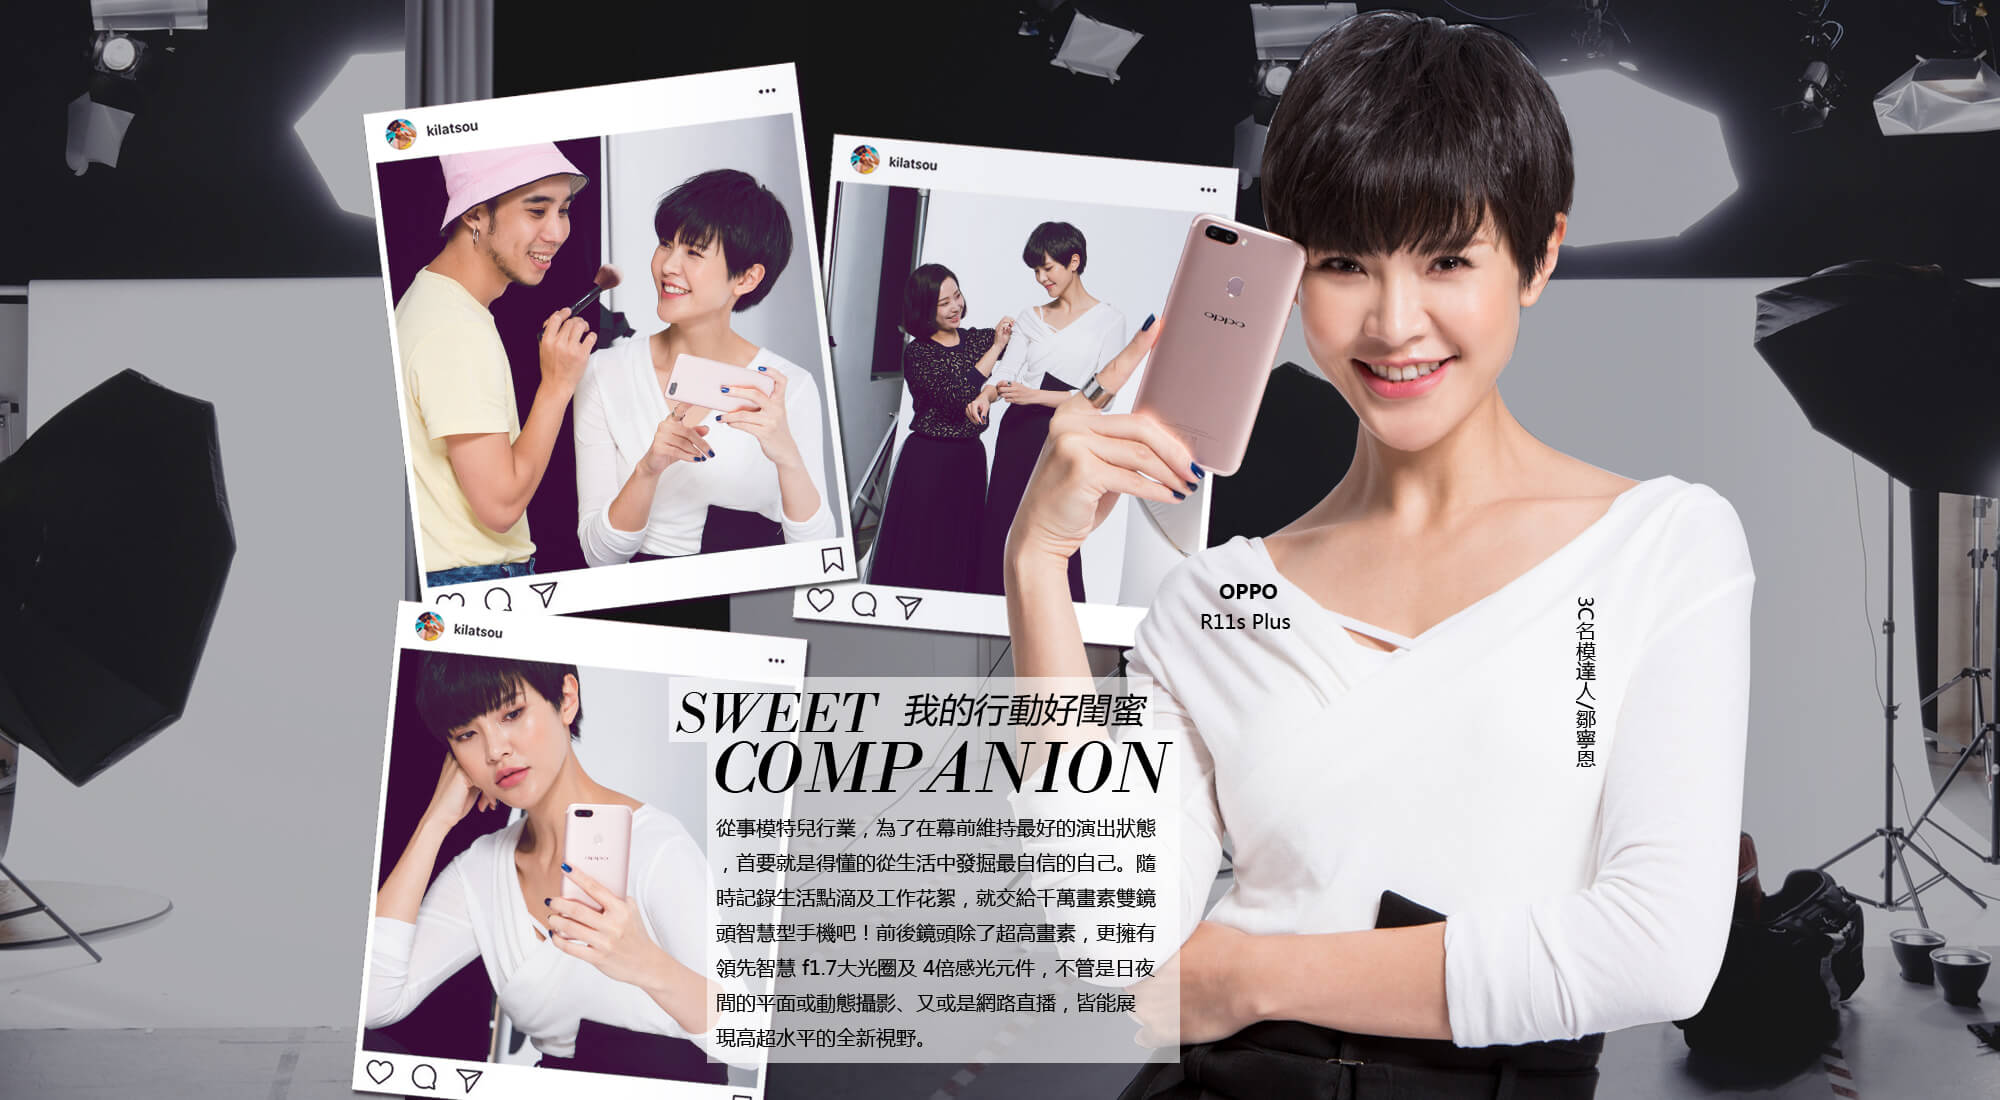 kilatsou
kilatsou
kilatsou
oppo
oppo
OPPO
R11s Plus
3C名模達人/鄒寧恩
SWEET 我的行動好閨蜜
COMPANION
從事模特兒行業，為了在幕前維持最好的演出狀態
，首要就是得懂的從生活中發掘最自信的自己。隨
時記錄生活點滴及工作花絮，就交給千萬畫素雙鏡
頭智慧型手機吧！前後鏡頭除了超高畫素，更擁有
領先智慧 f1.7大光圈及 4倍感光元件，不管是日夜
間的平面或動態攝影、又或是網路直播，皆能展
現高超水平的全新視野。